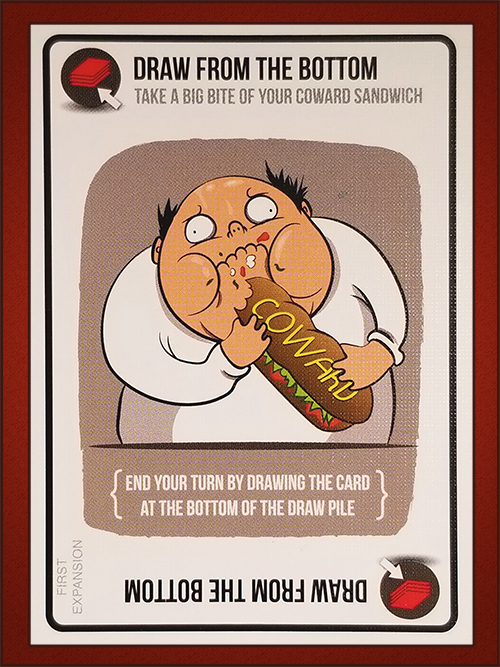 DRAW FROM THE BOTTOM
TAKE A BIG BITE OF YOUR COWARD SANDWICH
COWARD
END YOUR TURN BY DRAWING THE CARD
AT THE BOTTOM OF THE DRAW PILE
FIRST
EXPANSION
DRAW FROM THE BOTTOM